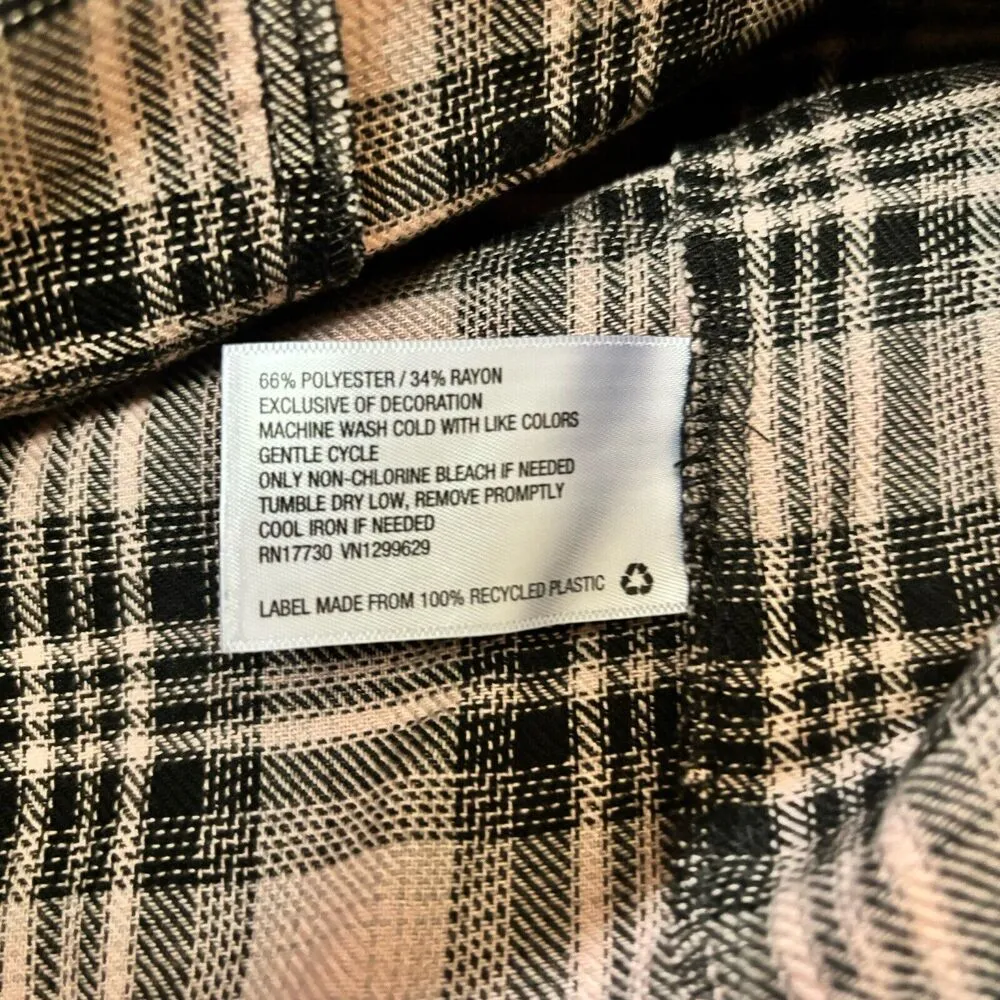 66% POLYESTER / 34% RAYON
EXCLUSIVE OF DECORATION
MACHINE WASH COLD WITH LIKE COLORS
GENTLE CYCLE
ONLY NON-CHLORINE BLEACH IF NEEDED
TUMBLE DRY LOW, REMOVE PROMPTLY
COOL IRON IF NEEDED
RN17730 VN1299629
LABEL MADE FROM 100% RECYCLED PLASTIC